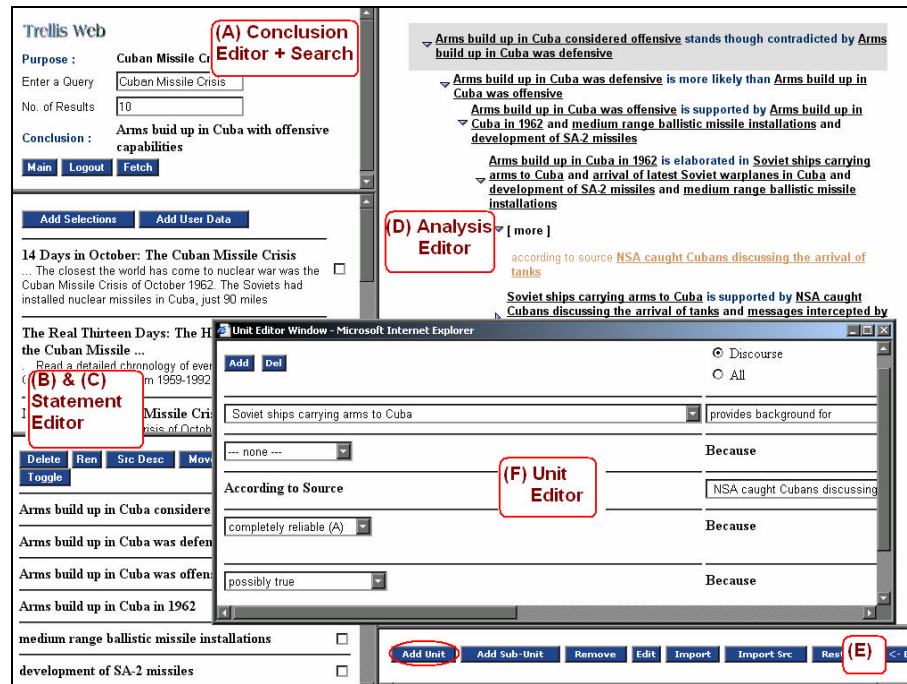 Trellis Web
(A) Conclusion
Editor + Search
Purpose :
Cuban Missile
Enter a Query
Cuban Missile Crisis
No. of Results
10
Conclusion :
Arms buid up in Cuba with offensive
capabilities
Main Logout Fetch
Add Selections Add User Data
14 Days in October: The Cuban Missile Crisis
... The closest the world has come to nuclear war was the
Cuban Missile Crisis of October 1962. The Soviets had
installed nuclear missiles in Cuba, just 90 miles
The Real Thirteen Days: The
the Cuban Missile ...
. Read a detailed chronology of
from 1959-1992
Missile
(B) & (C)
Statement
Editor
Delete Ren Src Desc
Toggle
Arms build up in Cuba
Arms build up in Cuba was
Arms build up in Cuba was
Arms build up in Cuba in 1962
medium range ballistic missile installations
development of SA-2 missiles
Arms build up in Cuba considered offensive stands though contradicted by Arms
build up in Cuba was defensive
Arms build up in Cuba was defensive is more likely than Arms build up in
Cuba was offensive
Arms build up in Cuba was offensive is supported by Arms build up in
Cuba in 1962 and medium range ballistic missile installations and
development of SA-2 missiles
Arms build up in Cuba in 1962 is elaborated in Soviet ships carrying
arms to Cuba and arrival of latest Soviet warplanes in Cuba and
development of SA-2 missiles and medium range ballistic missile
installations
(D) Analysis
Editor
[ more ]
according to source NSA caught Cubans discussing the arrival of
tanks
Soviet ships carrying arms to Cuba is supported by NSA caught
Cubans discussing the arrival of tanks and messages intercepted by
Unit Editor Window - Microsoft Internet Explorer
Add Del
Discourse
All
Soviet ships carrying arms to Cuba
provides background for
--- none ---
Because
(F) Unit
Editor
According to Source
NSA caught Cubans discussing
completely reliable (A)
Because
possibly true
Because
Add Unit Add Sub-Unit Remove Edit Import Import Src
(E)